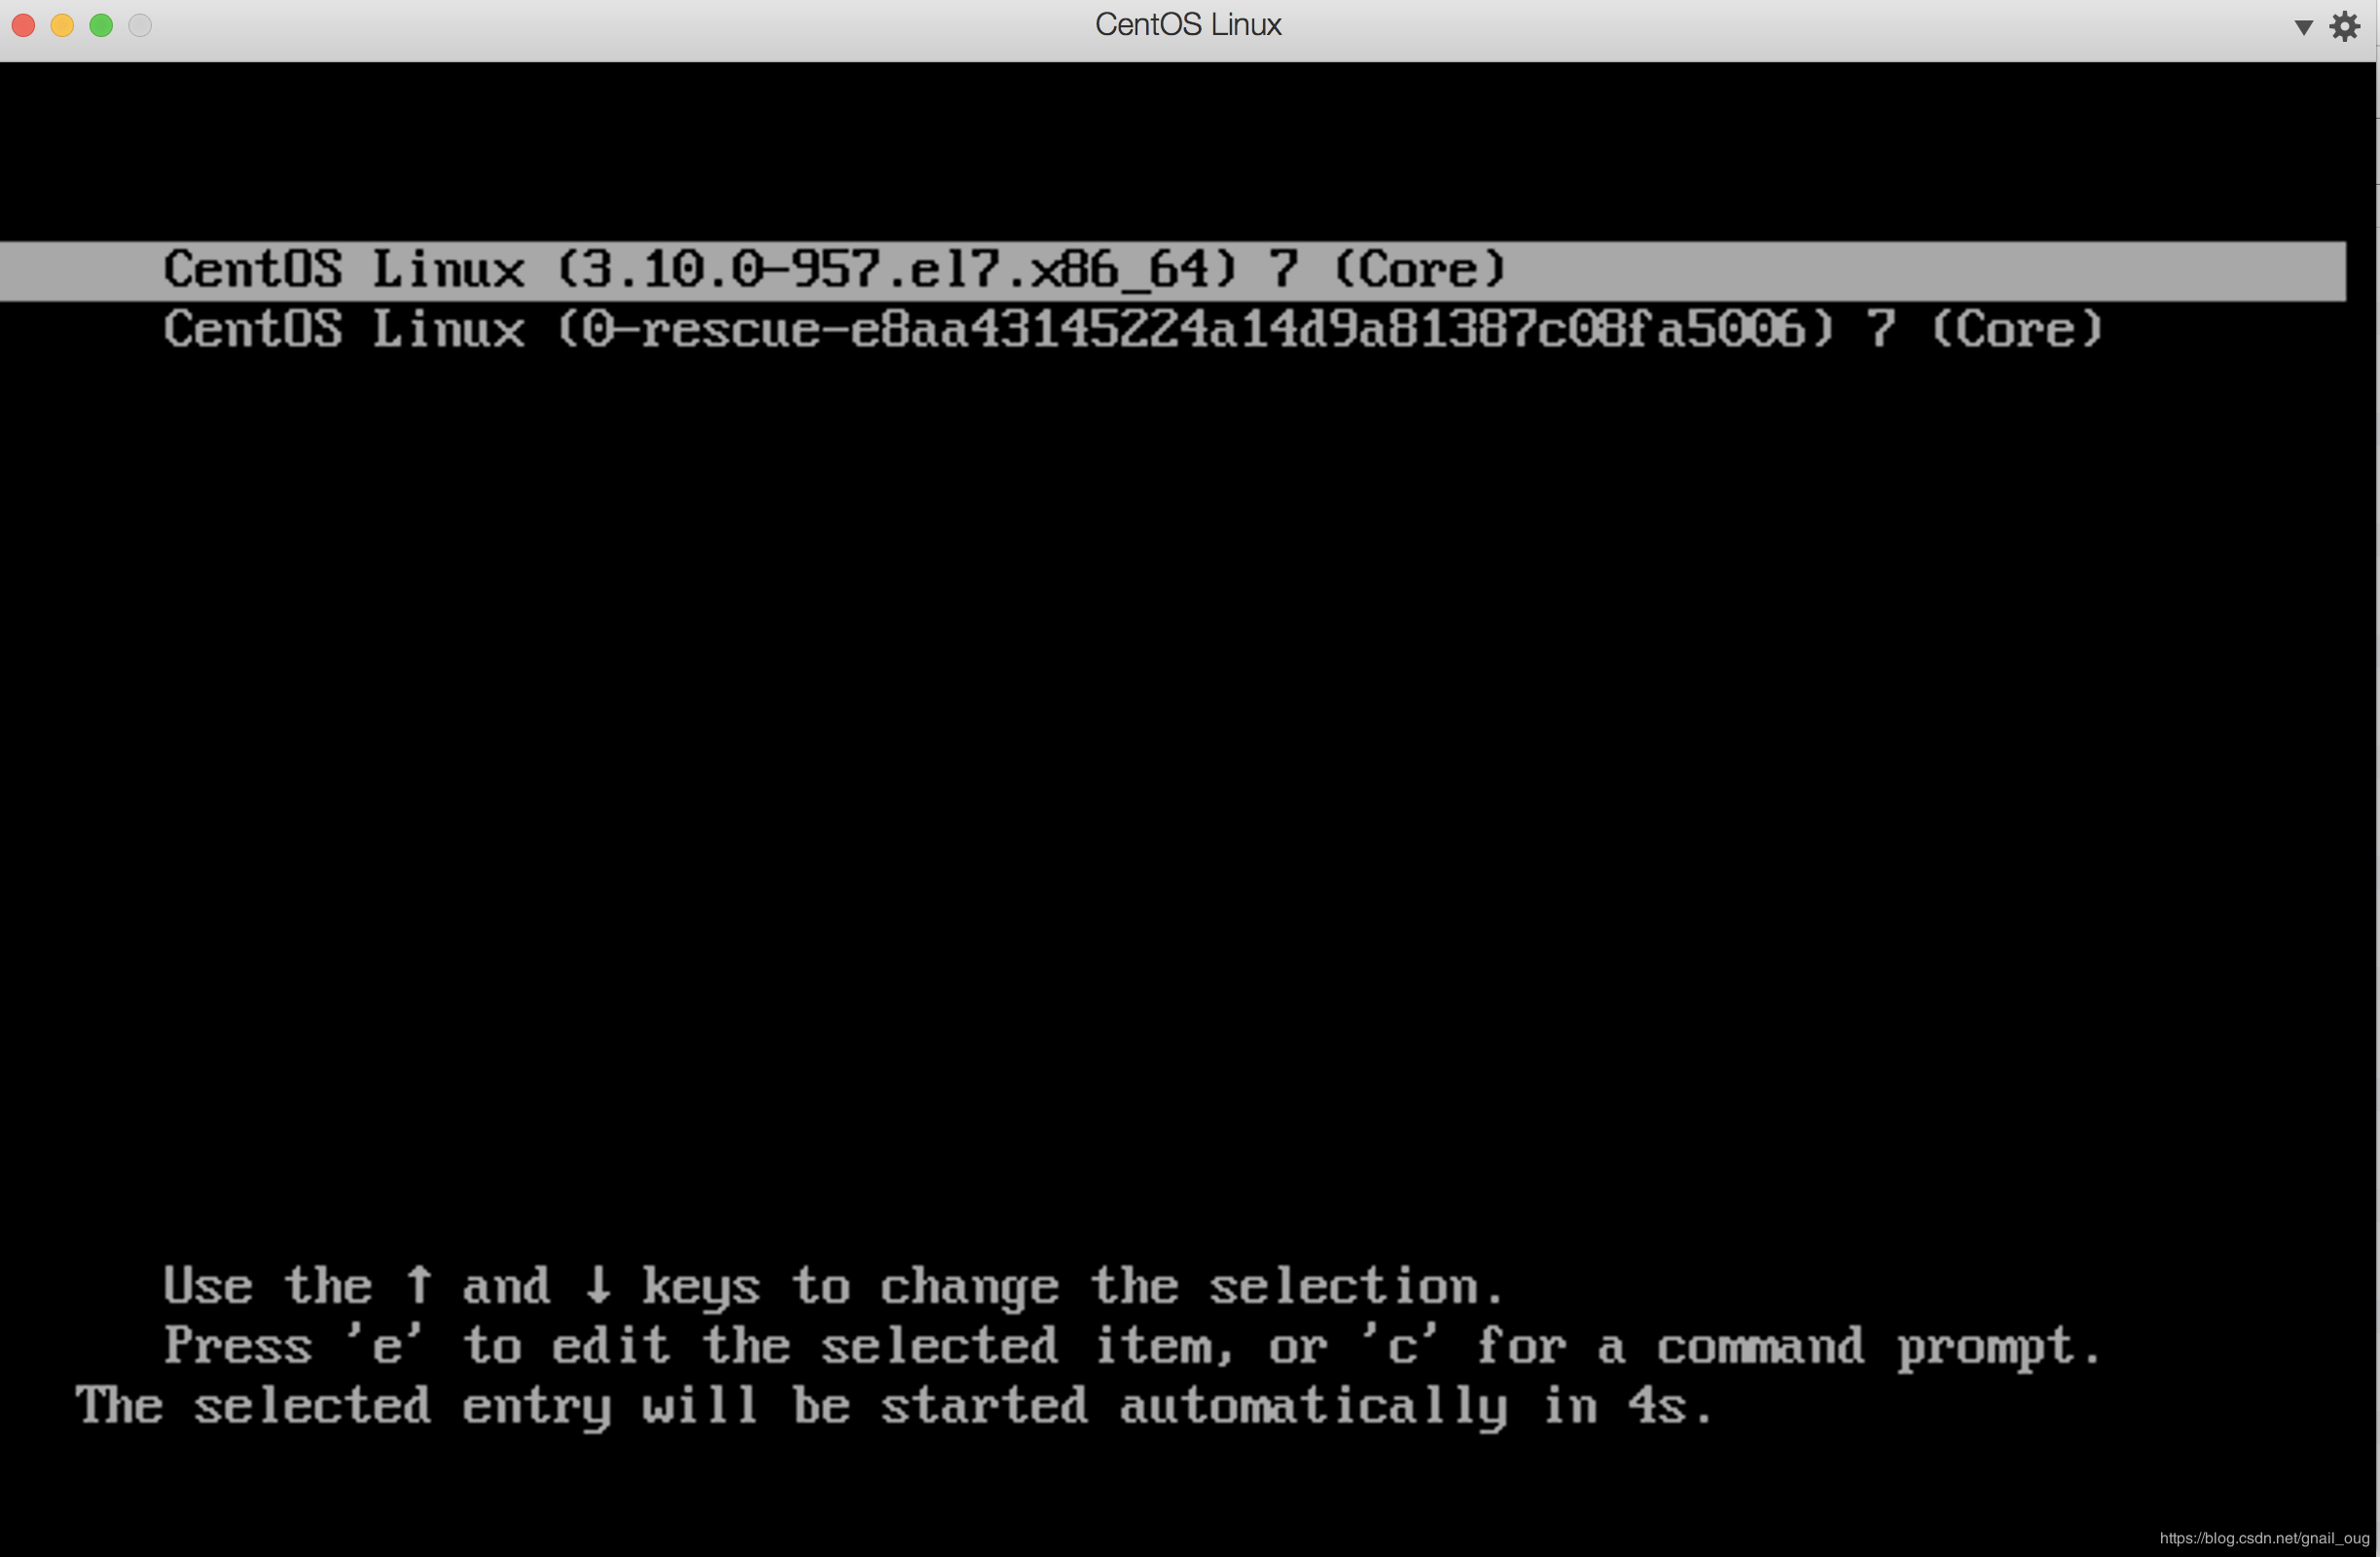 CentOS Linux
CentOS Linux (3.10.0-957.el7.x86_64) 7 (Core)
CentOS Linux (0-rescue-e8aa43145224a14d9a81387c08fa5006) 7 (Core)
Use the ↑ and ↓ keys to change the selection.
Press 'e' to edit the selected item, or 'c' for a command prompt.
The selected entry will be started automatically in 4s.
https://blog.csdn.net/gnail_oug